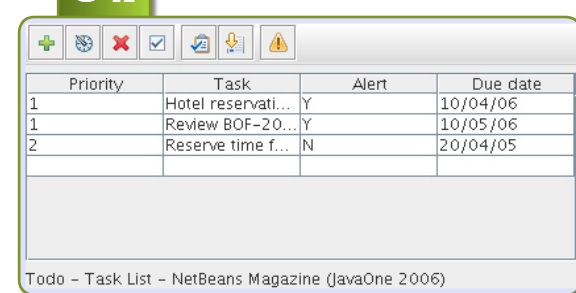 Priority Task Alert Due date
1 Hotel reservati... Y 10/04/06
1 Review BOF-20... Y 10/05/06
2 Reserve time f... N 20/04/05
Todo - Task List - NetBeans Magazine (JavaOne 2006)